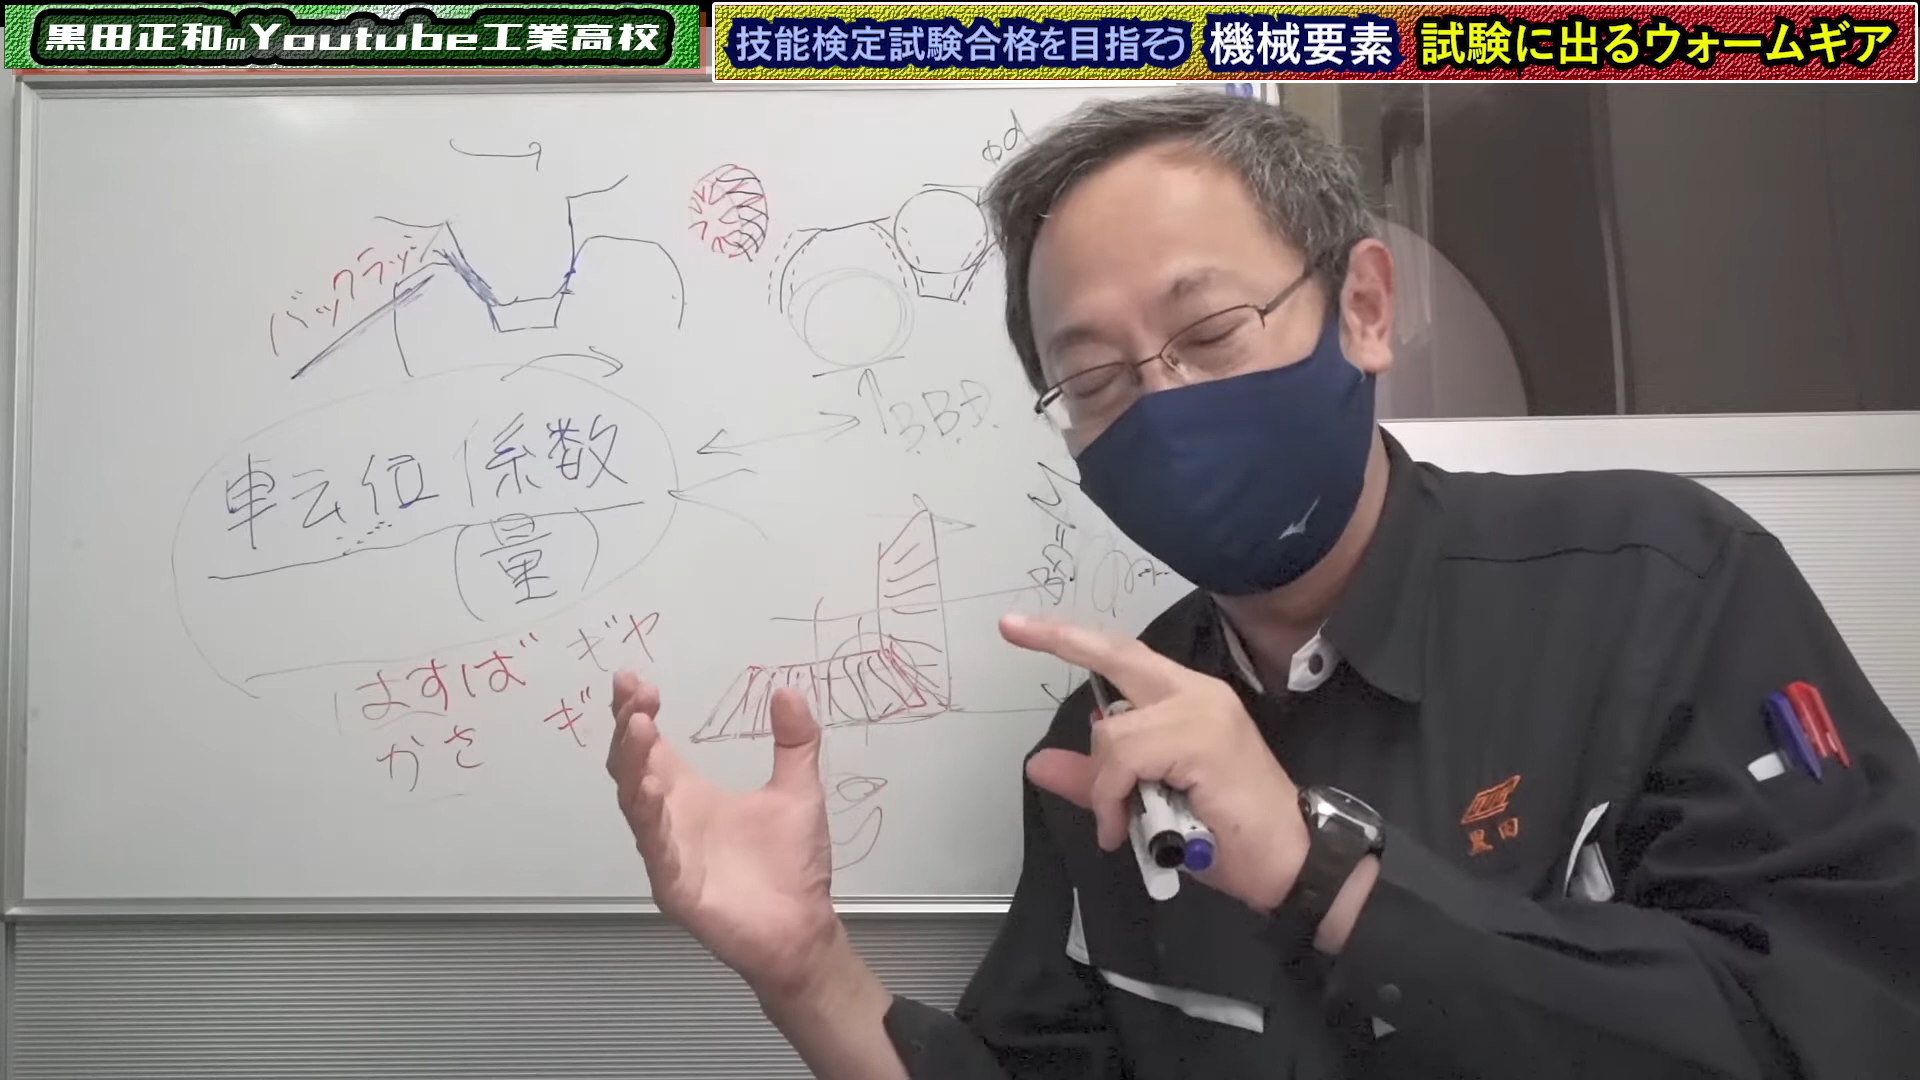 黒田正和のYoutube工業高校
技能検定試験合格を目指そう 機械要素 試験に出るウォームギア
φd
バックラッシ
B.B.D.
転位係数
(量)
はすば ギヤ
かさ ギ
黒田